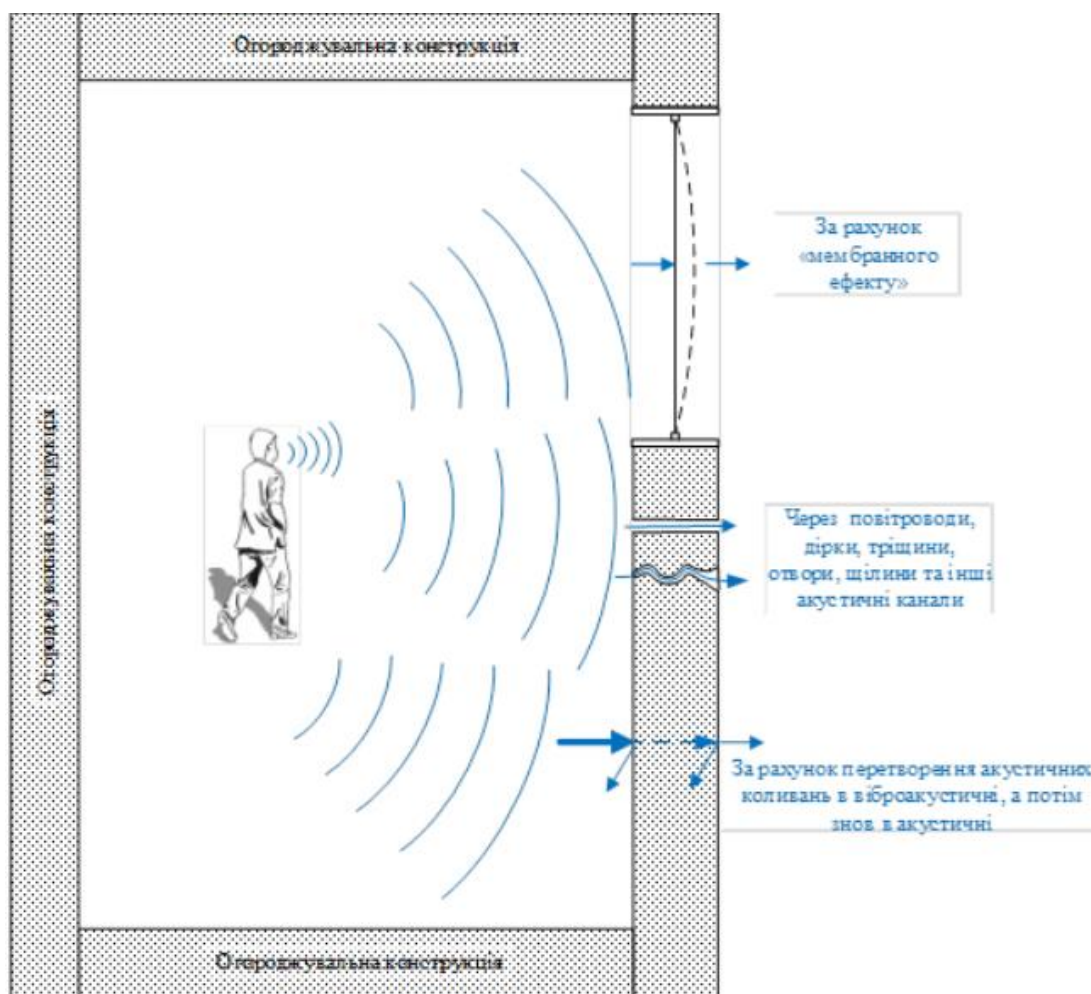 Огороджувальна конструкція
За рахунок
«мембранного
ефекту»
Огороджувальна конструкція
Через повітроводи,
дірки, тріщини,
отвори, щілини та інші
акустичні канали
За рахунок перетворення акустичних
коливань в віброакустичні, а потім
знов в акустичні
Огороджувальна конструкція